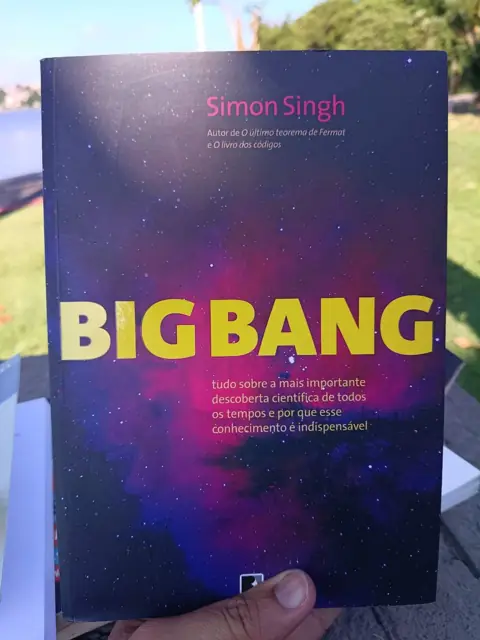 Simon Singh
Autor de O último teorema de Fermat
e O livro dos códigos
BIG BANG
tudo sobre a mais importante
descoberta científica de todos
os tempos e por que esse
conhecimento é indispensável